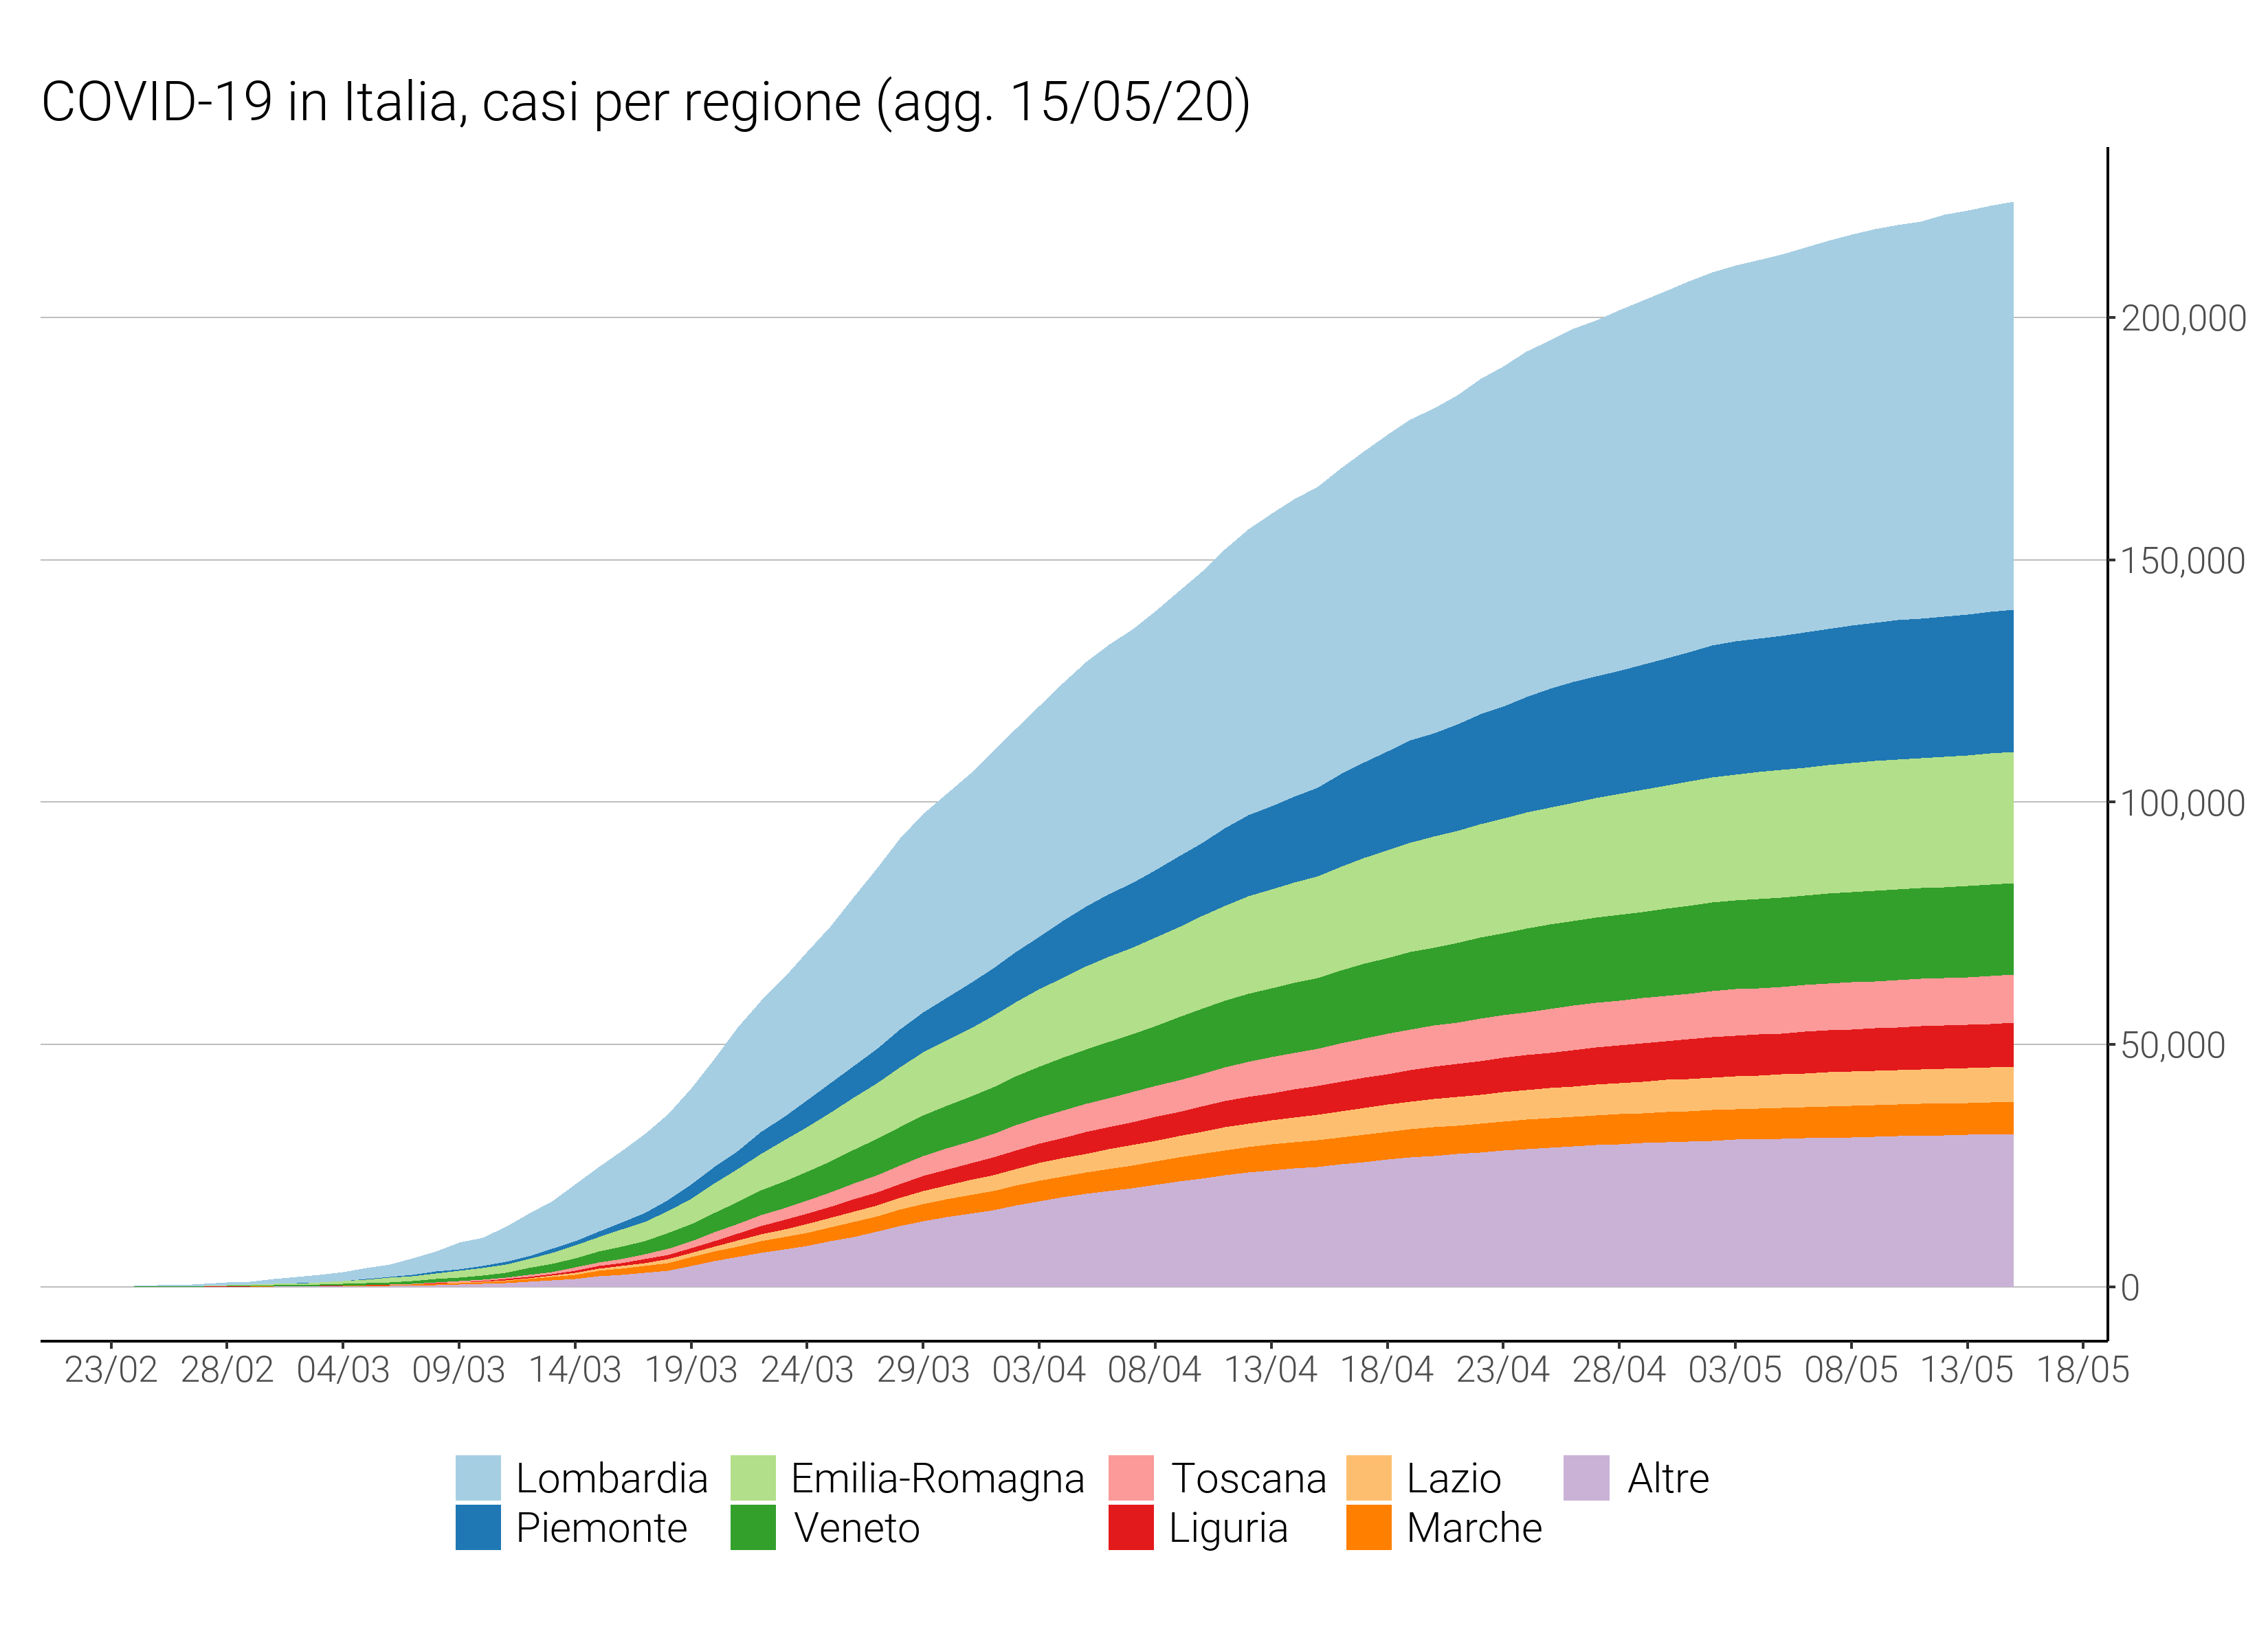 COVID-19 in Italia, casi per regione (agg. 15/05/20)
200,000
150,000
100,000
50,000
0
23/02 28/02 04/03 09/03 14/03 19/03 24/03 29/03 03/04 08/04 13/04 18/04 23/04 28/04 03/05 08/05 13/05 18/05
Lombardia Emilia-Romagna Toscana Lazio Altre
Piemonte Veneto Liguria Marche